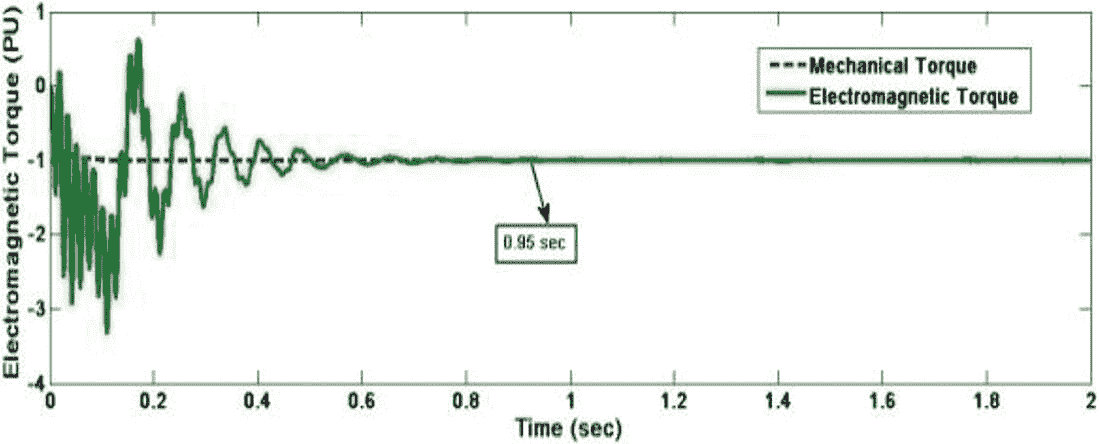 Electromagnetic Torque (PU)
1
0
-1
-2
-3
-4
Mechanical Torque
Electromagnetic Torque
0.95 sec
0 0.2 0.4 0.6 0.8 1 1.2 1.4 1.6 1.8 2
Time (sec)